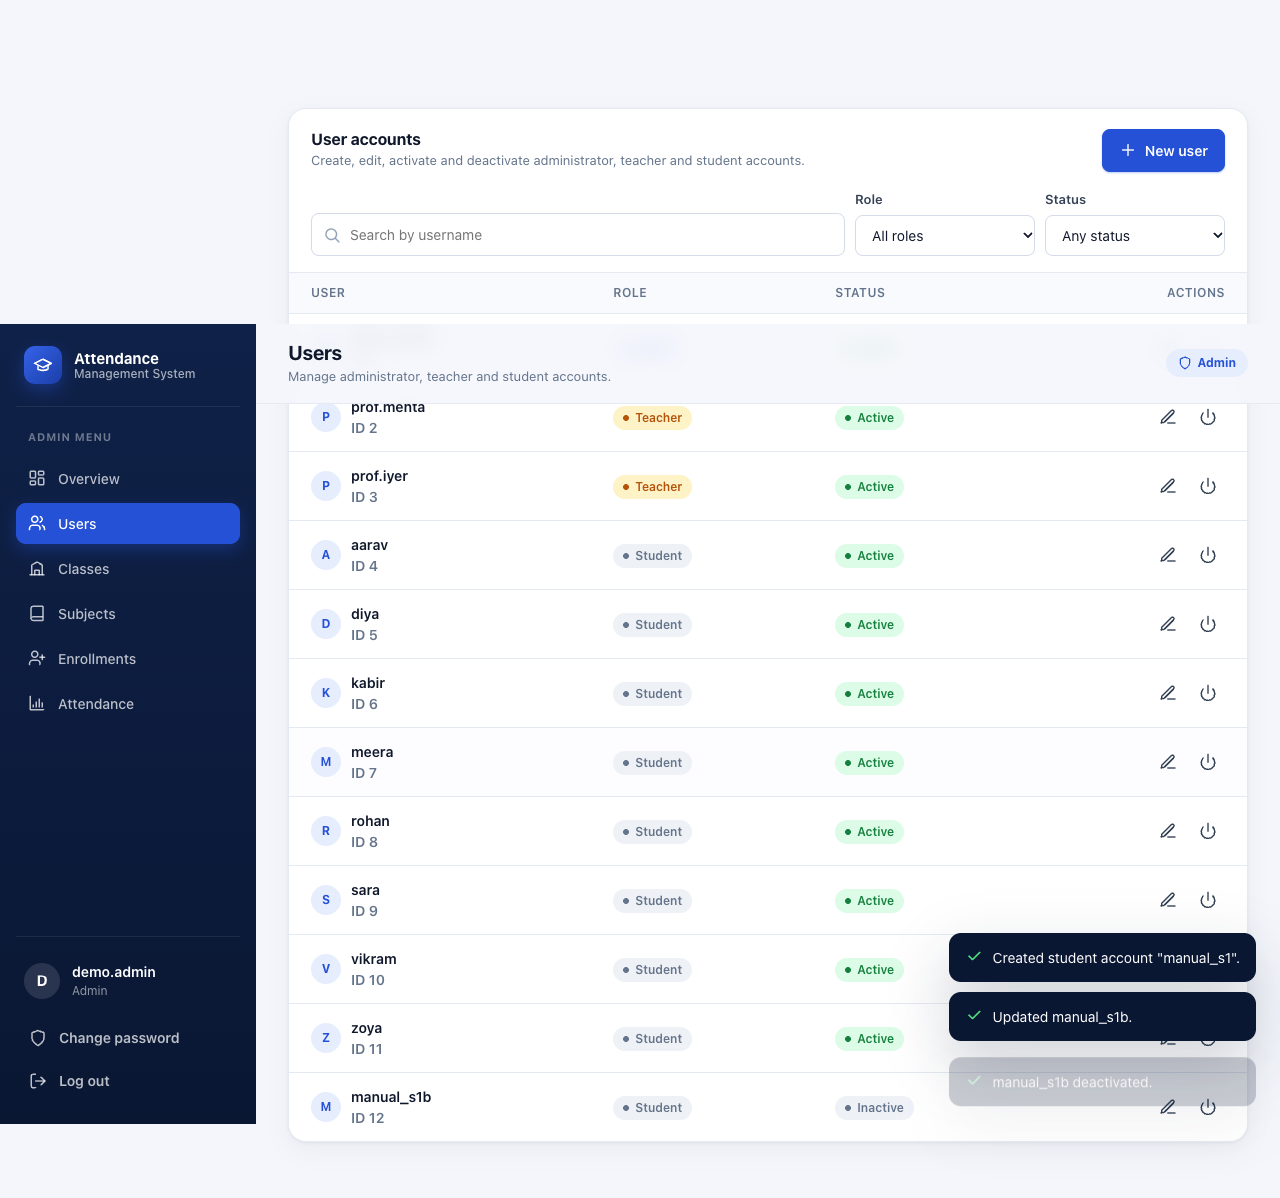 User accounts
Create, edit, activate and deactivate administrator, teacher and student accounts.
New user
Role
Status
Search by username
All roles
Any status
USER ROLE STATUS ACTIONS
Attendance
Management System
ADMIN MENU
Overview
Users
Classes
Subjects
Enrollments
Attendance
D
demo.admin
Admin
Change password
Log out
Users
Manage administrator, teacher and student accounts.
Admin
P prof.mehta
ID 2
Teacher Active
P prof.iyer
ID 3
Teacher Active
A aarav
ID 4
Student Active
D diya
ID 5
Student Active
K kabir
ID 6
Student Active
M meera
ID 7
Student Active
R rohan
ID 8
Student Active
S sara
ID 9
Student Active
V vikram
ID 10
Student Active
Z zoya
ID 11
Student Active
M manual_s1b
ID 12
Student Inactive
Created student account "manual_s1".
Updated manual_s1b.
manual_s1b deactivated.